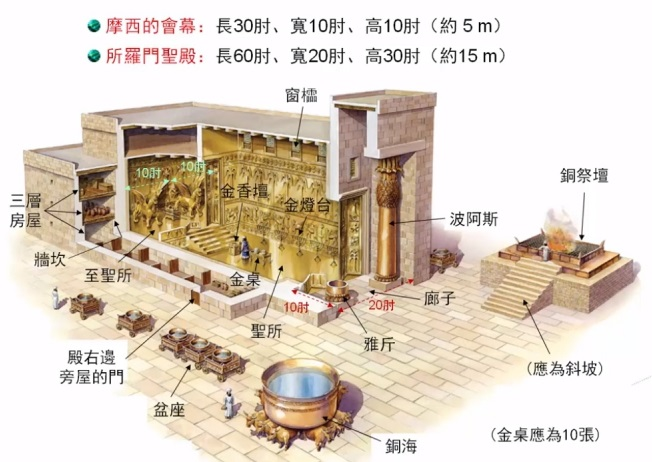 摩西的會幕：長30肘、寬10肘、高10肘（約 5 m）
所羅門聖殿：長60肘、寬20肘、高30肘（約15 m）
窗櫺
10肘
10肘
金香壇
金燈台
銅祭壇
三層
房屋
波阿斯
牆坎
至聖所
金桌
10肘
20肘
廊子
聖所
雅斤
殿右邊
旁屋的門
(應為斜坡)
盆座
銅海
(金桌應為10張)